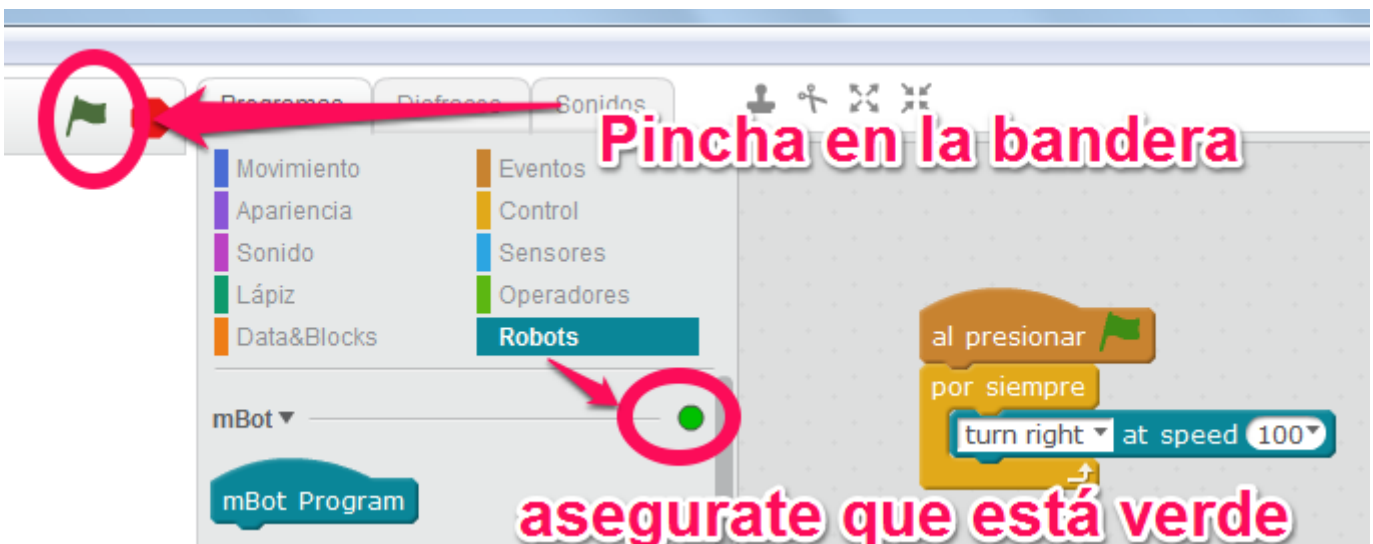 Programas Disfraces Sonidos
Pincha en la bandera
Movimiento Eventos
Apariencia Control
Sonido Sensores
Lápiz Operadores
Data&Blocks Robots
mBot
mBot Program
al presionar
por siempre
turn right at speed 100
asegurate que está verde